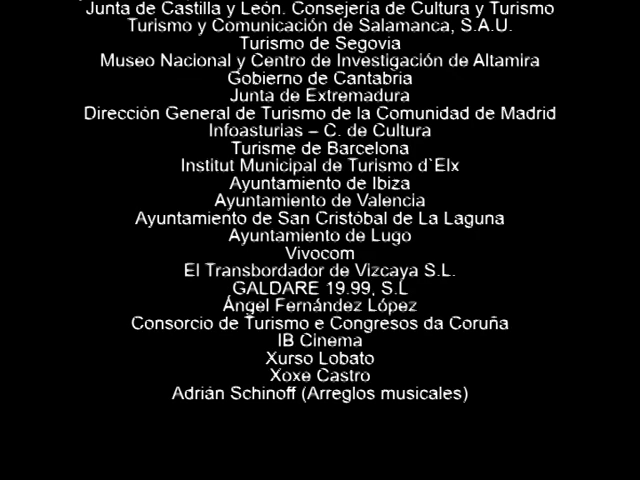 Junta de Castilla y León. Consejería de Cultura y Turismo
Turismo y Comunicación de Salamanca, S.A.U.
Turismo de Segovia
Museo Nacional y Centro de Investigación de Altamira
Gobierno de Cantabria
Junta de Extremadura
Dirección General de Turismo de la Comunidad de Madrid
Infoasturias – C. de Cultura
Turisme de Barcelona
Institut Municipal de Turismo d`Elx
Ayuntamiento de Ibiza
Ayuntamiento de Valencia
Ayuntamiento de San Cristóbal de La Laguna
Ayuntamiento de Lugo
Vivocom
El Transbordador de Vizcaya S.L.
GALDARE 19.99, S.L
Ángel Fernández López
Consorcio de Turismo e Congresos da Coruña
IB Cinema
Xurso Lobato
Xoxe Castro
Adrián Schinoff (Arreglos musicales)